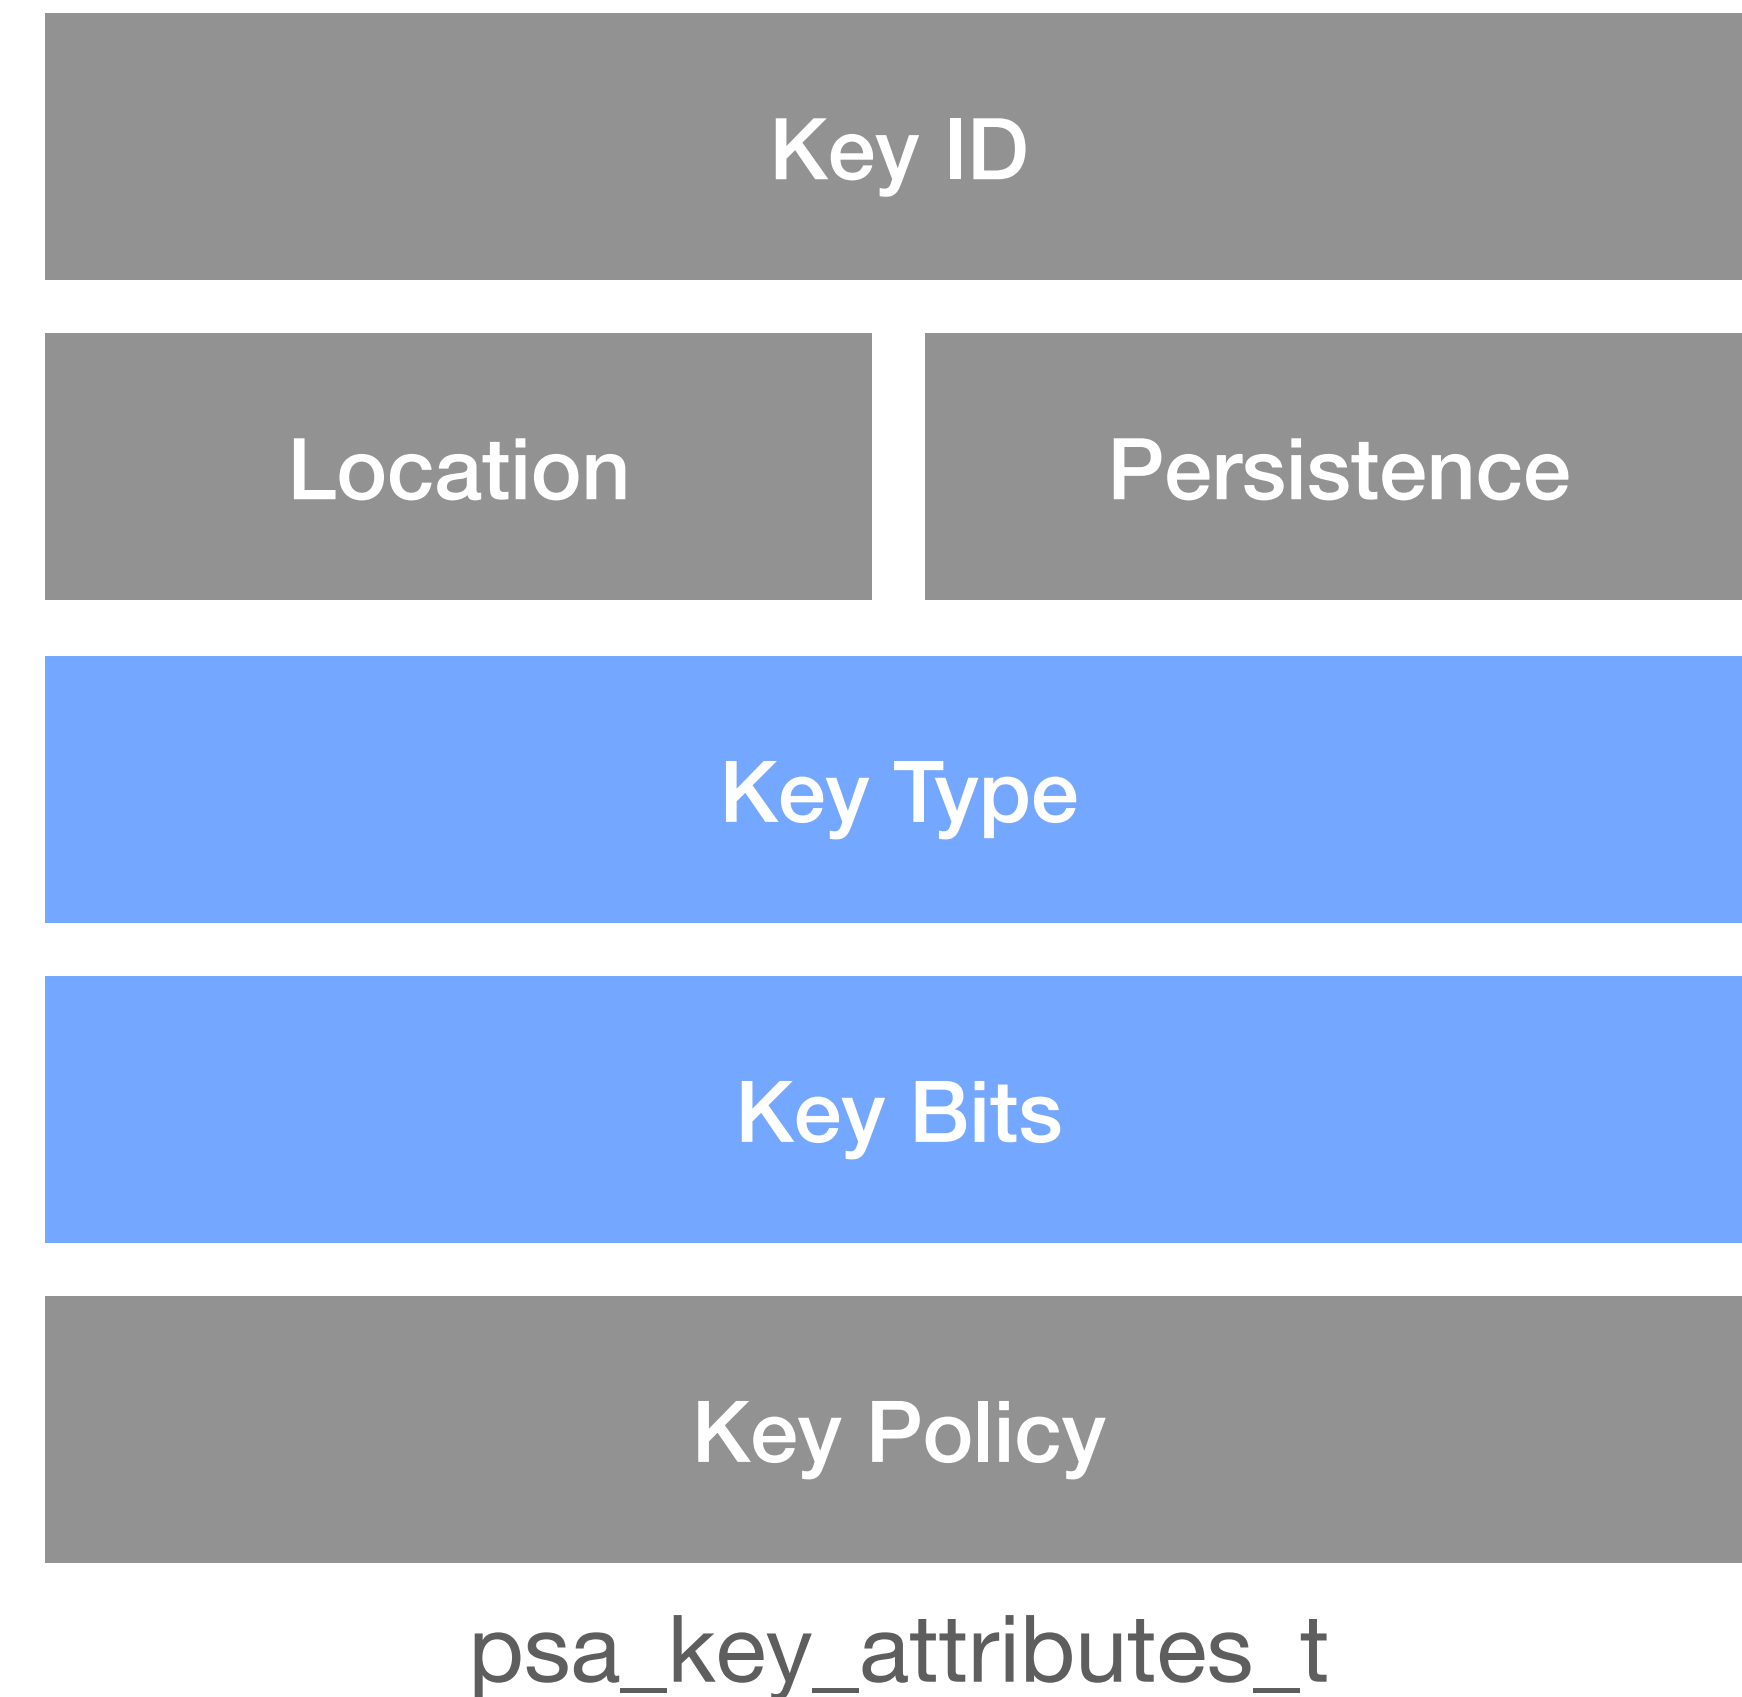 Key ID
Location
Persistence
Key Type
Key Bits
Key Policy
psa_key_attributes_t